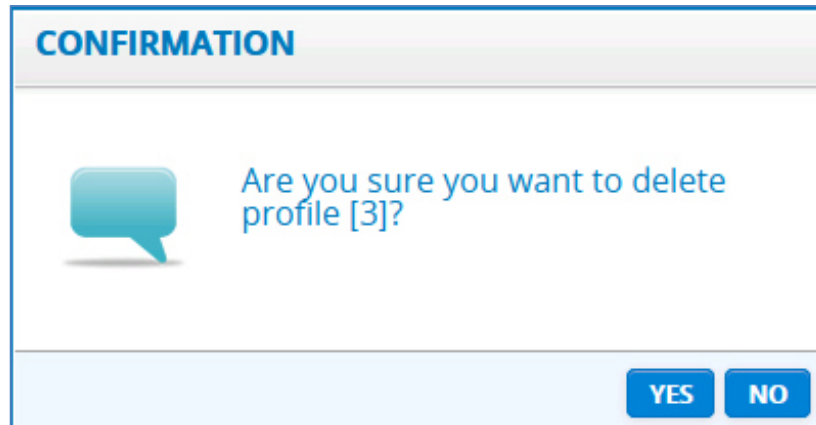 CONFIRMATION
Are you sure you want to delete
profile [3]?
YES NO